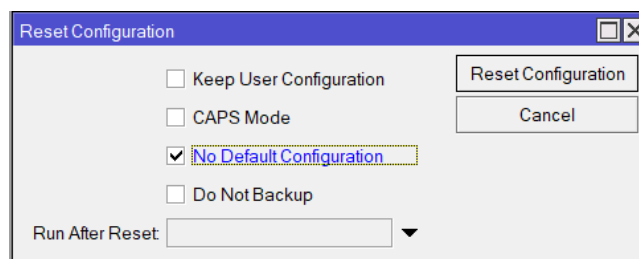 Reset Configuration
Keep User Configuration
Reset Configuration
CAPS Mode
Cancel
No Default Configuration
Do Not Backup
Run After Reset: